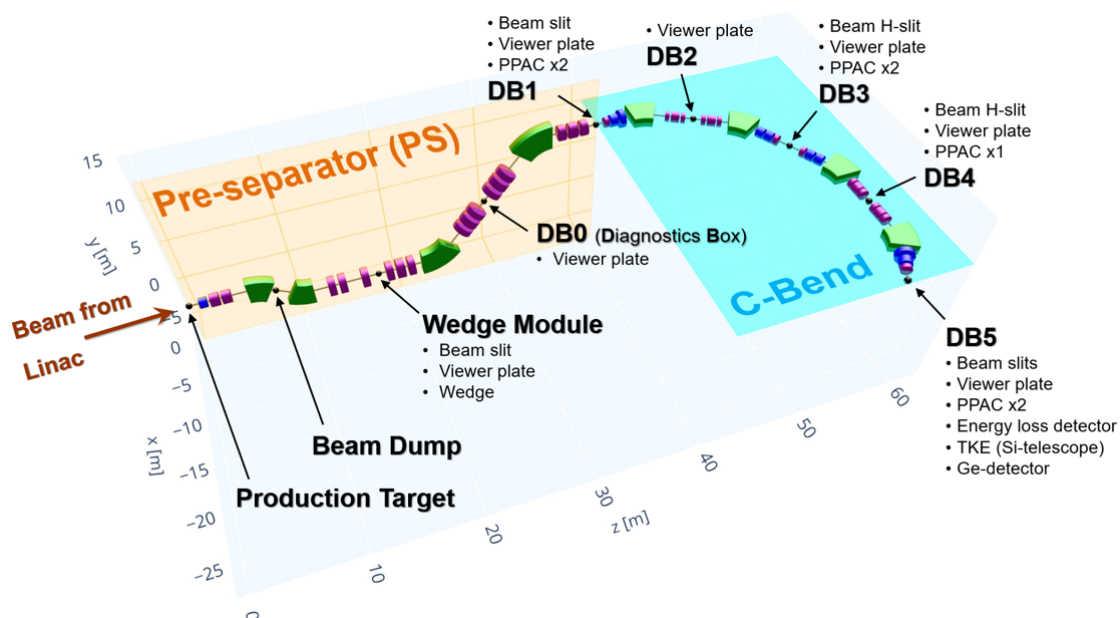 • Beam slit
• Viewer plate
• PPAC x2
DB1
• Viewer plate
DB2
• Beam H-slit
• Viewer plate
• PPAC x2
DB3
• Beam H-slit
• Viewer plate
• PPAC x1
DB4
Pre-separator (PS)
C-Bend
DB0 (Diagnostics Box)
• Viewer plate
Beam from
Linac
Wedge Module
• Beam slit
• Viewer plate
• Wedge
Beam Dump
Production Target
DB5
• Beam slits
• Viewer plate
• PPAC x2
• Energy loss detector
• TKE (Si-telescope)
• Ge-detector
15
10
5
0
−5
y [m]
0
−5
−10
−15
−20
−25
x [m]
0
10
20
30
40
50
60
z [m]